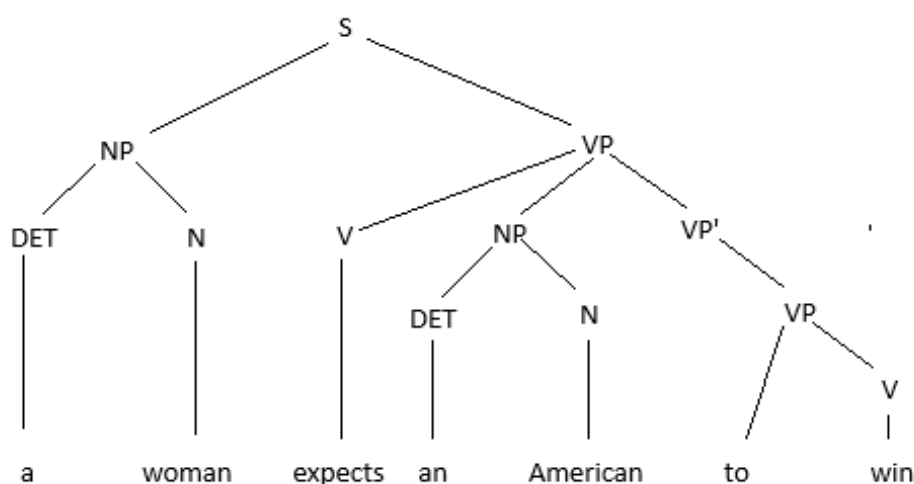 S
NP VP
DET N V NP VP' '
DET N VP
V
a woman expects an American to win